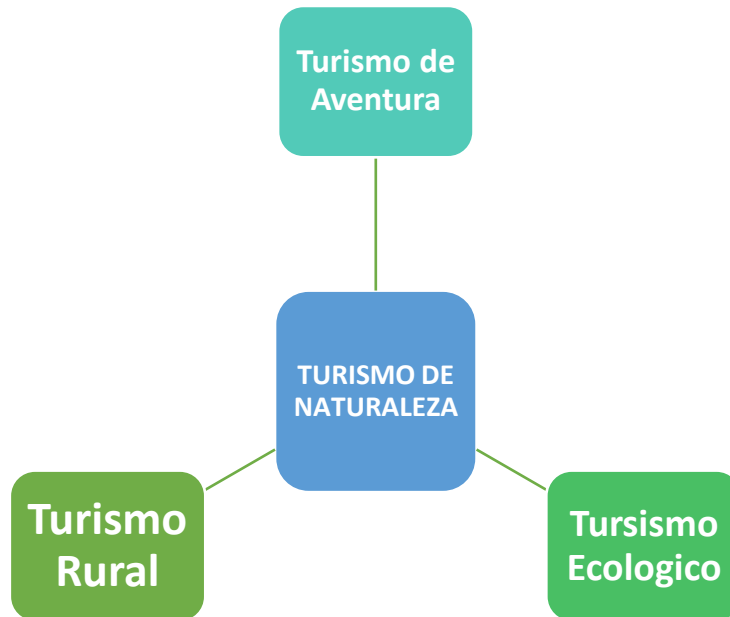 Turismo de
Aventura
TURISMO DE
NATURALEZA
Turismo
Rural
Tursismo
Ecologico